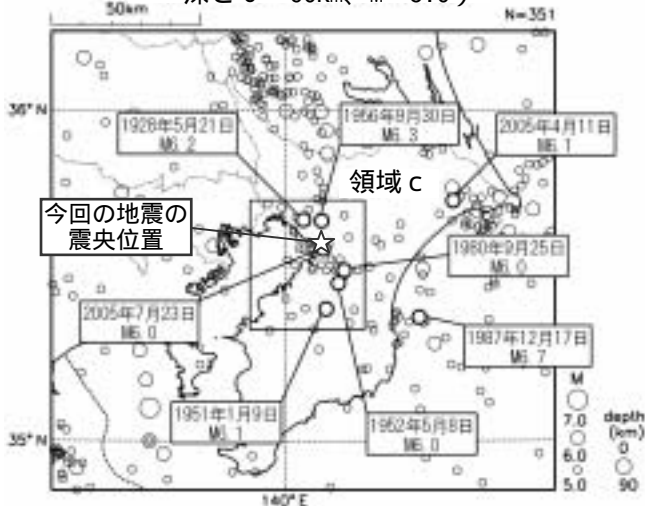 50km
N=351
36°N
1928年5月21日
M6.2
1956年9月30日
M6.3
2005年4月11日
M6.1
領域c
今回の地震の
震央位置
1980年9月25日
M6.0
2005年7月23日
M6.0
1987年12月17日
M6.7
1951年1月9日
M6.1
1952年5月8日
M6.0
M
7.0
6.0
5.0
depth
(km)
0
90
35°N
140°E